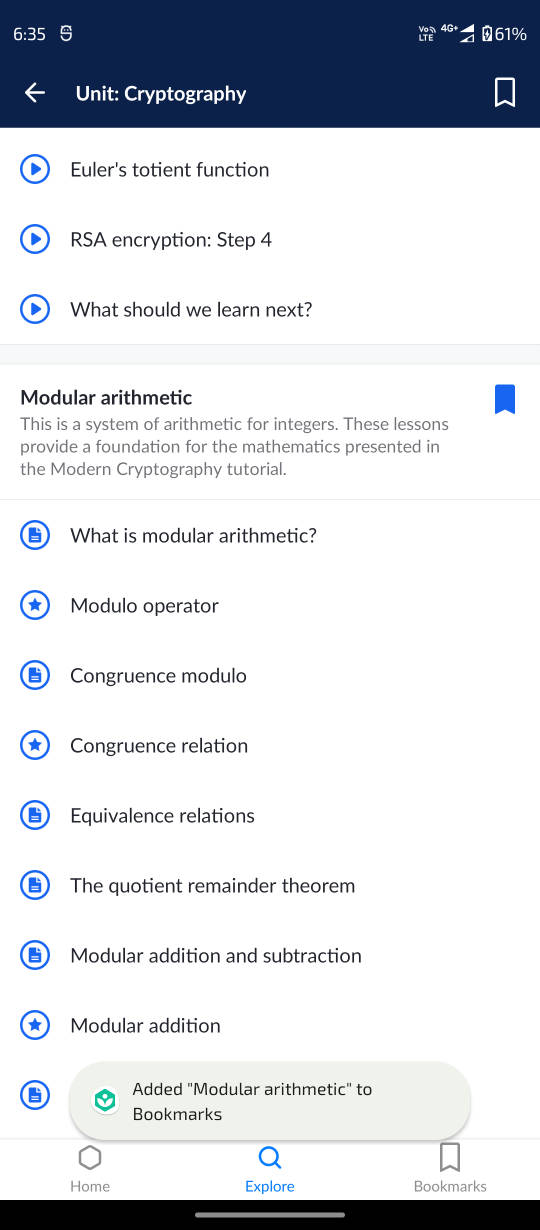 6:35
Vo LTE 4G+ 61%
Unit: Cryptography
Euler's totient function
RSA encryption: Step 4
What should we learn next?
Modular arithmetic
This is a system of arithmetic for integers. These lessons
provide a foundation for the mathematics presented in
the Modern Cryptography tutorial.
What is modular arithmetic?
Modulo operator
Congruence modulo
Congruence relation
Equivalence relations
The quotient remainder theorem
Modular addition and subtraction
Modular addition
Added "Modular arithmetic" to
Bookmarks
Home
Explore
Bookmarks